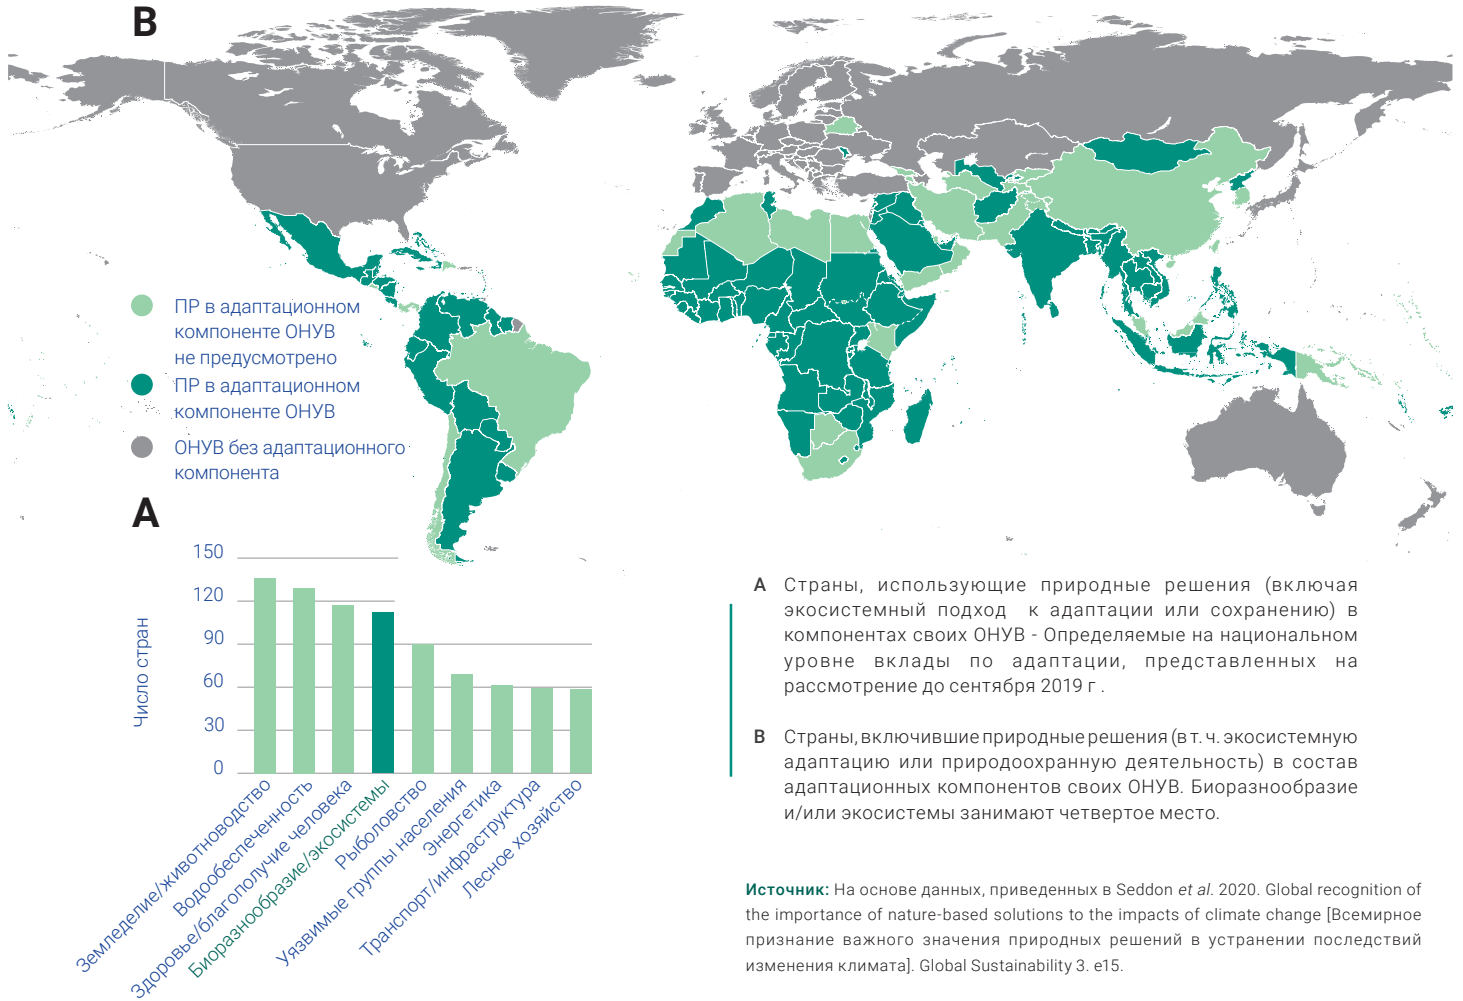 B
ПР в адаптационном
компоненте ОНУВ
не предусмотрено
ПР в адаптационном
компоненте ОНУВ
ОНУВ без адаптационного
компонента
A
150
120
90
60
30
0
Число стран
Земледелие/животноводство
Водообеспеченность
Здоровье/благополучие человека
Биоразнообразие/экосистемы
Рыболовство
Уязвимые группы населения
Энергетика
Транспорт/инфраструктура
Лесное хозяйство
A Страны, использующие природные решения (включая
экосистемный подход к адаптации или сохранению) в
компонентах своих ОНУВ - Определяемые на национальном
уровне вклады по адаптации, представленных на
рассмотрение до сентября 2019 г .
B Страны, включившие природные решения (в т. ч. экосистемную
адаптацию или природоохранную деятельность) в состав
адаптационных компонентов своих ОНУВ. Биоразнообразие
и/или экосистемы занимают четвертое место.
Источник: На основе данных, приведенных в Seddon et al. 2020. Global recognition of
the importance of nature-based solutions to the impacts of climate change [Всемирное
признание важного значения природных решений в устранении последствий
изменения климата]. Global Sustainability 3. e15.